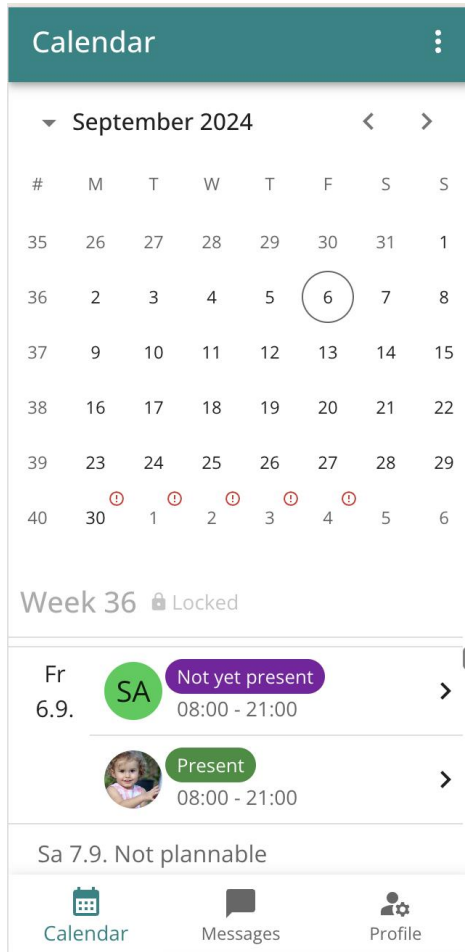 Calendar
September 2024
# M T W T F S S
35 26 27 28 29 30 31 1
36 2 3 4 5 6 7 8
37 9 10 11 12 13 14 15
38 16 17 18 19 20 21 22
39 23 24 25 26 27 28 29
40 30 1 2 3 4 5 6
Week 36 Locked
Fr
6.9.
SA
Not yet present
08:00 - 21:00
Present
08:00 - 21:00
Sa 7.9. Not plannable
Calendar Messages Profile